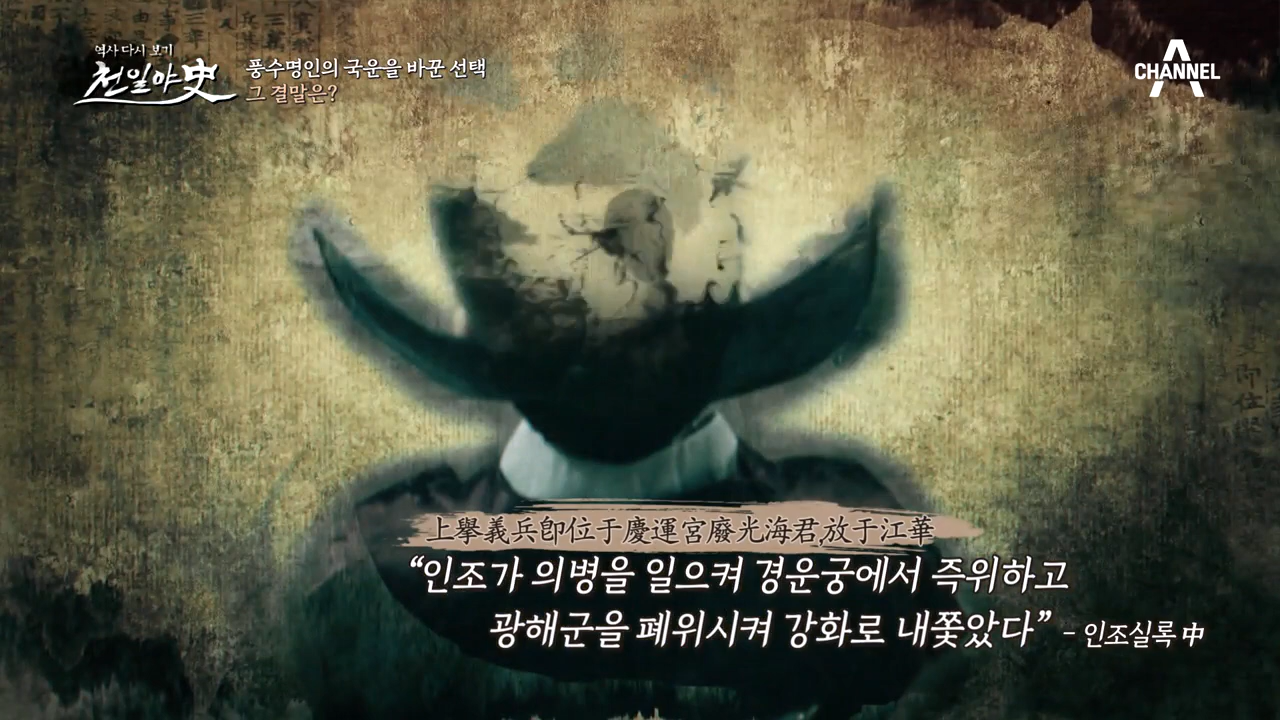 역사 다시 보기
천일야史
풍수명인의 국운을 바꾼 선택
그 결말은?
CHANNEL A
上擧義兵卽位于慶運宮廢光海君,放于江華
“인조가 의병을 일으켜 경운궁에서 즉위하고
광해군을 폐위시켜 강화로 내쫓았다” - 인조실록 中